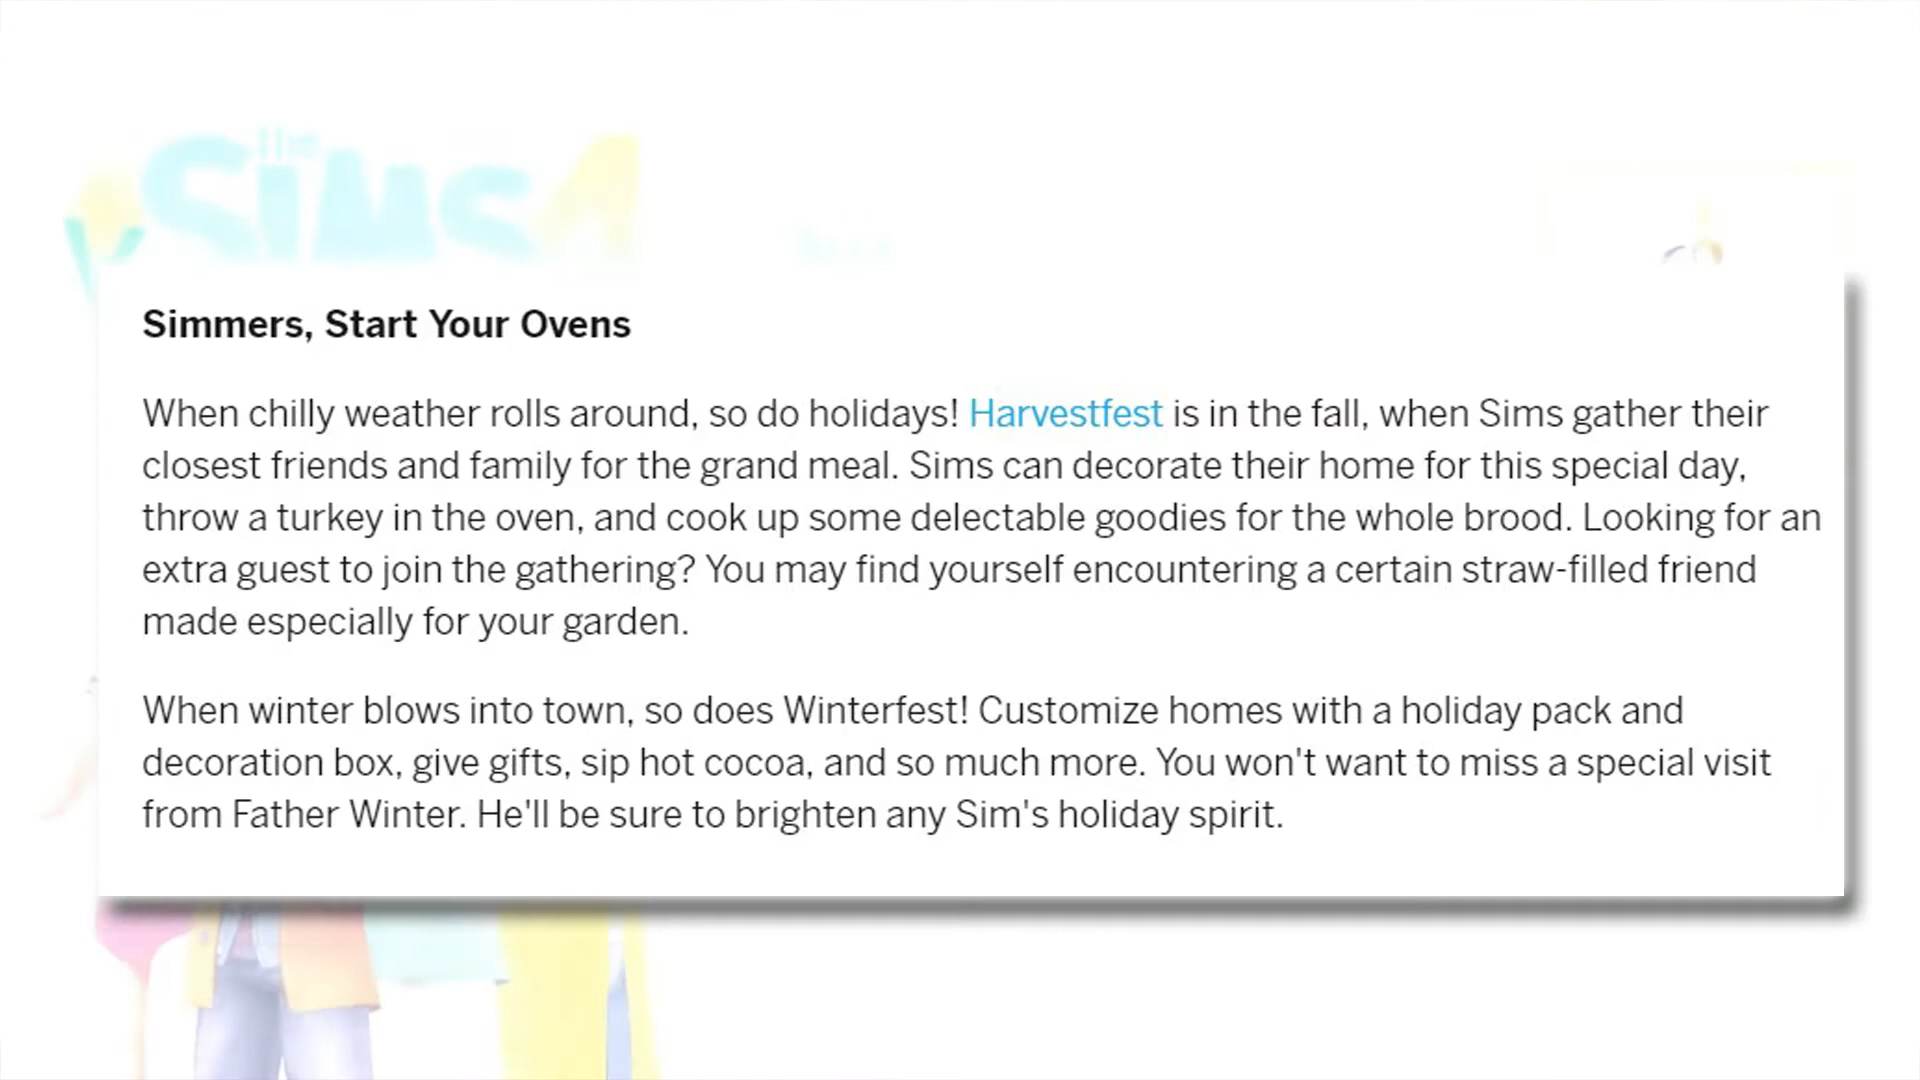 the Sims 4
Simmers, Start Your Ovens
When chilly weather rolls around, so do holidays! Harvestfest is in the fall, when Sims gather their
closest friends and family for the grand meal. Sims can decorate their home for this special day,
throw a turkey in the oven, and cook up some delectable goodies for the whole brood. Looking for an
extra guest to join the gathering? You may find yourself encountering a certain straw-filled friend
made especially for your garden.
When winter blows into town, so does Winterfest! Customize homes with a holiday pack and
decoration box, give gifts, sip hot cocoa, and so much more. You won't want to miss a special visit
from Father Winter. He'll be sure to brighten any Sim's holiday spirit.